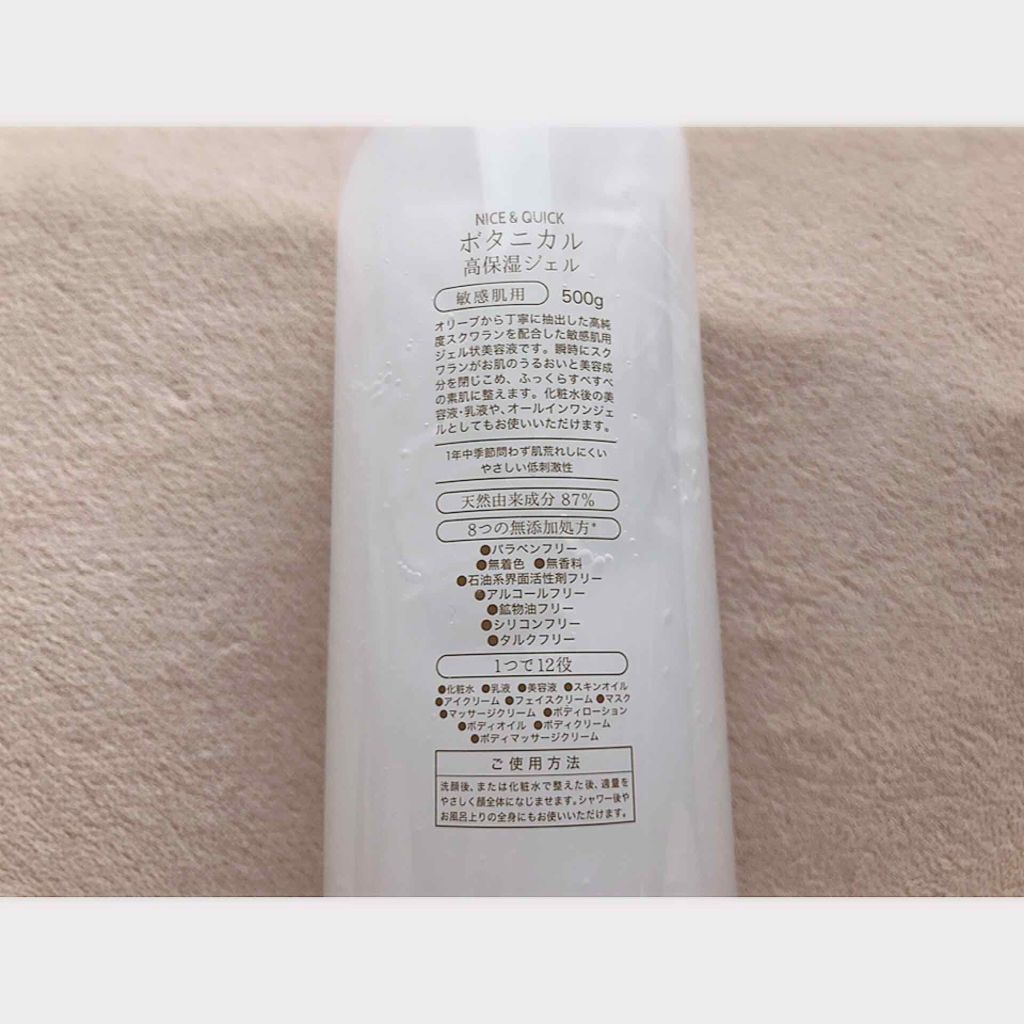 NICE & QUICK
ボタニカル
高保湿ジェル
敏感肌用 500g
オリーブから丁寧に抽出した高純
度スクワランを配合した敏感肌用
ジェル状美容液です。瞬時にスク
ワランがお肌のうるおいと美容成
分を閉じこめ、ふっくらすべすべ
の素肌に整えます。化粧水後の美
容液・乳液や、オールインワンジェ
ルとしてもお使いいただけます。
1年中季節問わず肌荒れしにくい
やさしい低刺激性
天然由来成分 87%
8つの無添加処方*
●パラベンフリー
●無着色 ●無香料
●石油系界面活性剤フリー
●アルコールフリー
●鉱物油フリー
●シリコンフリー
●タルクフリー
1つで12役
●化粧水 ●乳液 ●美容液 ●スキンオイル
●アイクリーム ●フェイスクリーム ●マスク
●マッサージクリーム ●ボディローション
●ボディオイル ●ボディクリーム
●ボディマッサージクリーム
ご使用方法
洗顔後、または化粧水で整えた後、適量を
やさしく顔全体になじませます。シャワー後や
お風呂上りの全身にもお使いいただけます。